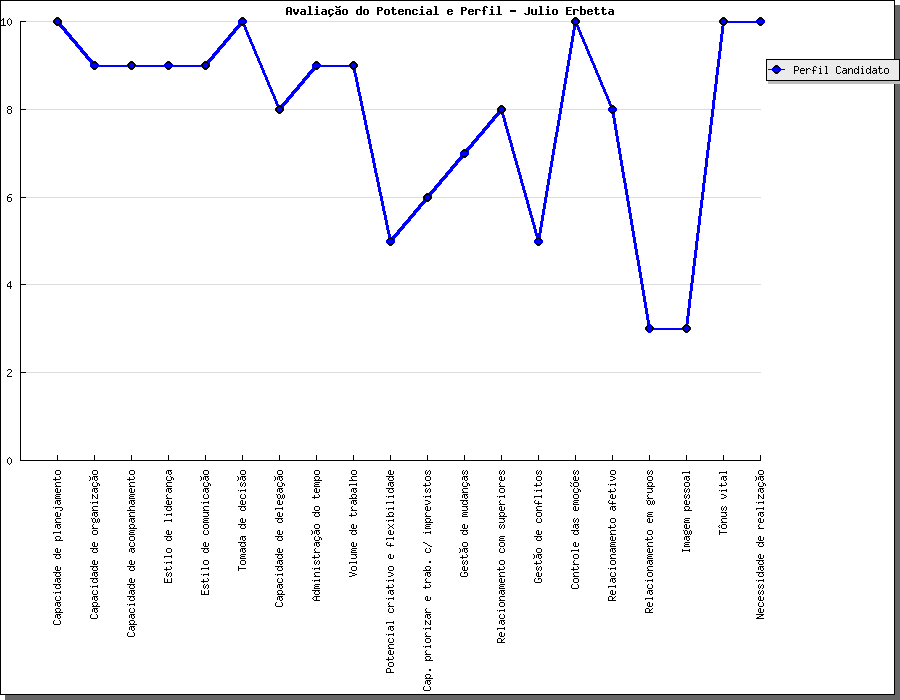 Avaliação do Potencial e Perfil - Julio Erbetta
10
8
6
4
2
0
Perfil Candidato
Capacidade de planejamento
Capacidade de organização
Capacidade de acompanhamento
Estilo de liderança
Estilo de comunicação
Tomada de decisão
Capacidade de delegação
Administração do tempo
Volume de trabalho
Potencial criativo e flexibilidade
Cap. priorizar e trab. c/ imprevistos
Gestão de mudanças
Relacionamento com superiores
Gestão de conflitos
Controle das emoções
Relacionamento afetivo
Relacionamento em grupos
Imagem pessoal
Tônus vital
Necessidade de realização